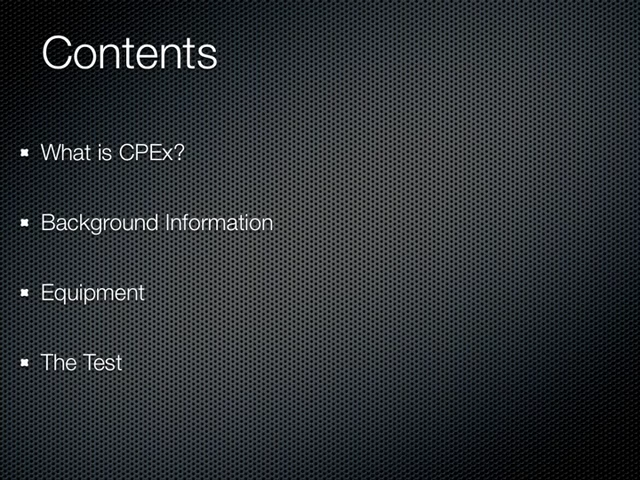 Contents
What is CPEx?
Background Information
Equipment
The Test